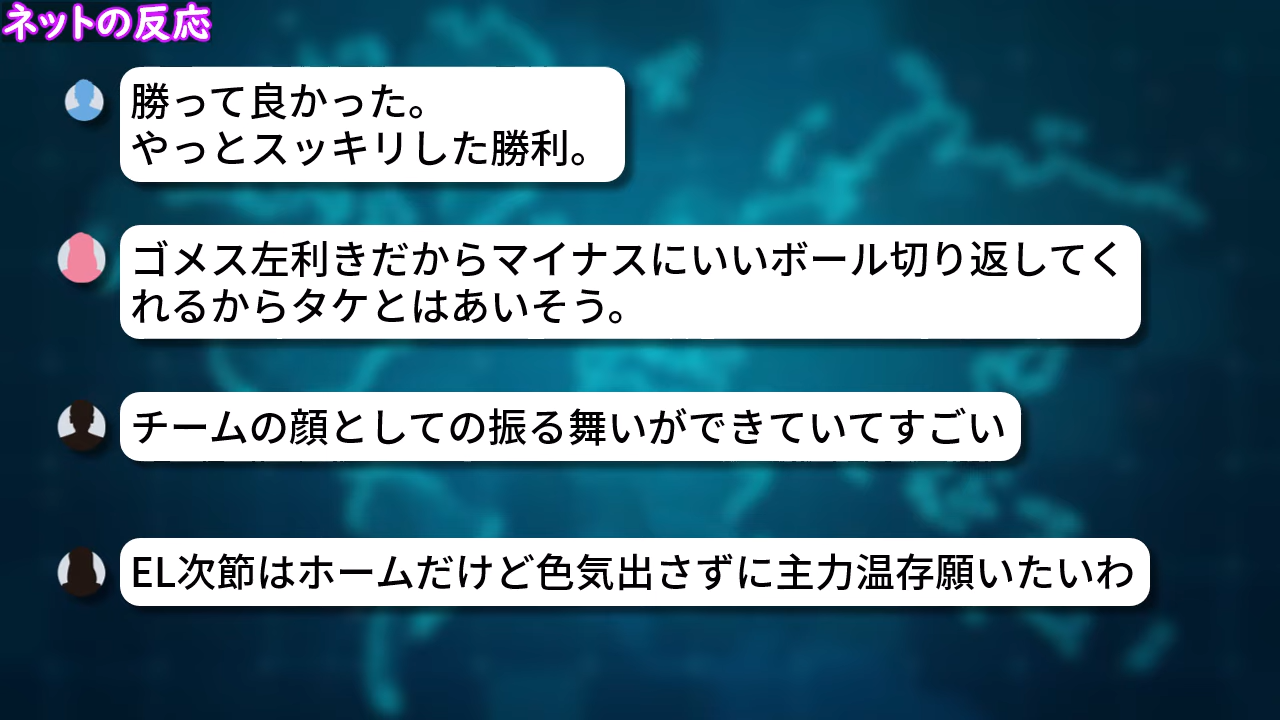 ネットの反応
勝って良かった。
やっとスッキリした勝利。
ゴメス左利きだからマイナスにいいボール切り返してく
れるからタケとはあいそう。
チームの顔としての振る舞いができていてすごい
EL次節はホームだけど色気出さずに主力温存願いたいわ